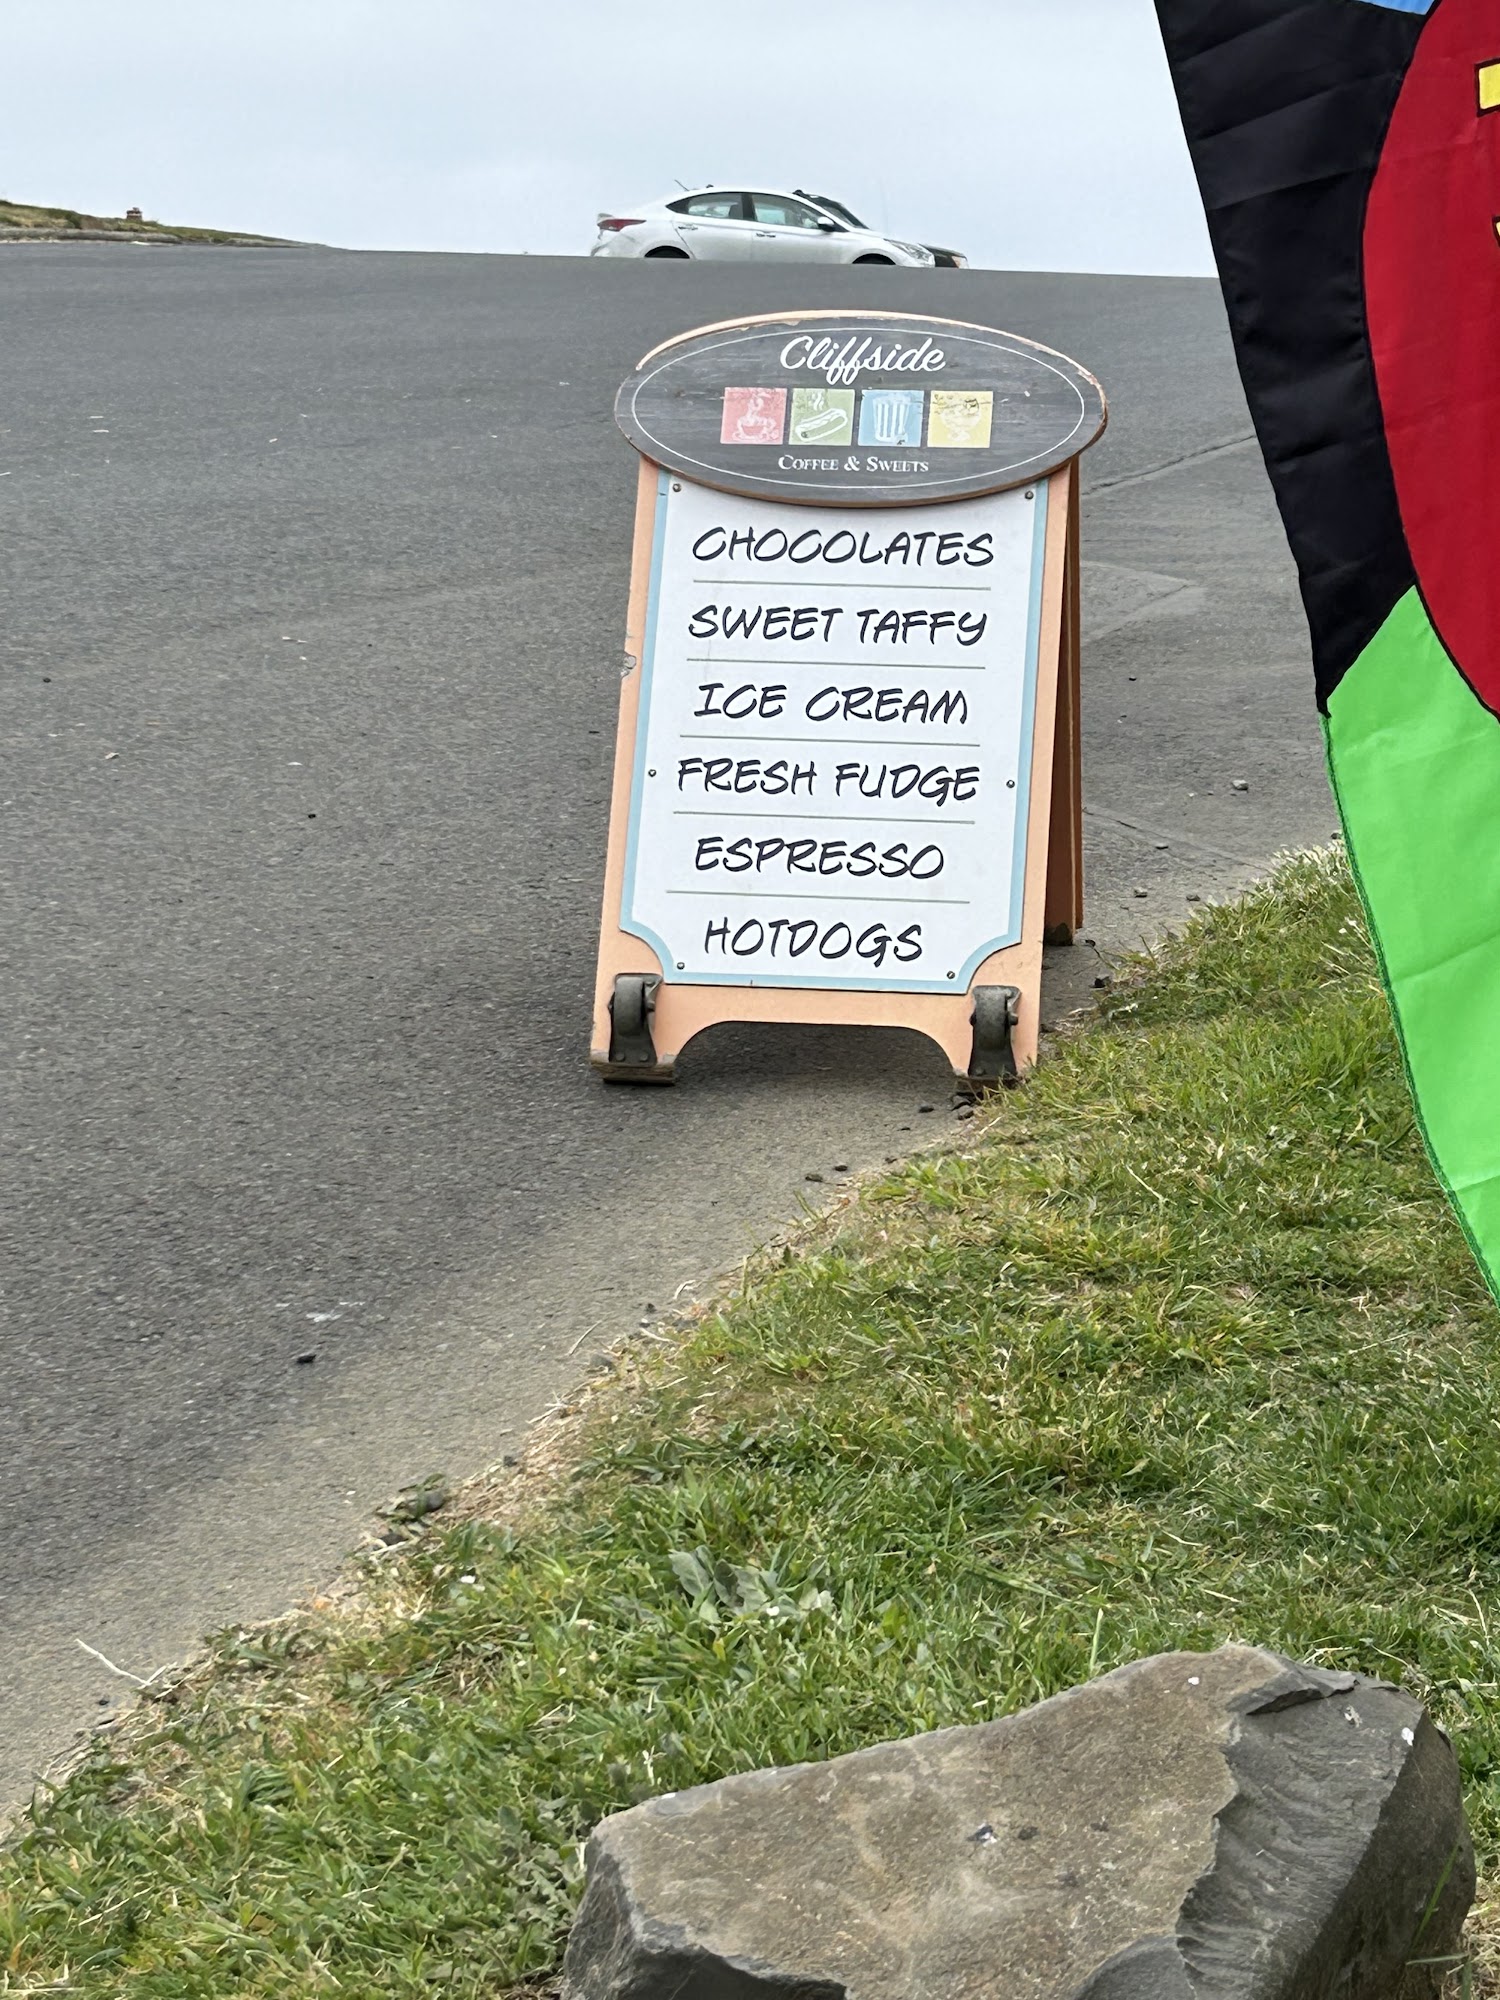 Cliffside
COFFEE & SWEETS
CHOCOLATES
SWEET TAFFY
ICE CREAM
FRESH FUDGE
ESPRESSO
HOTDOGS